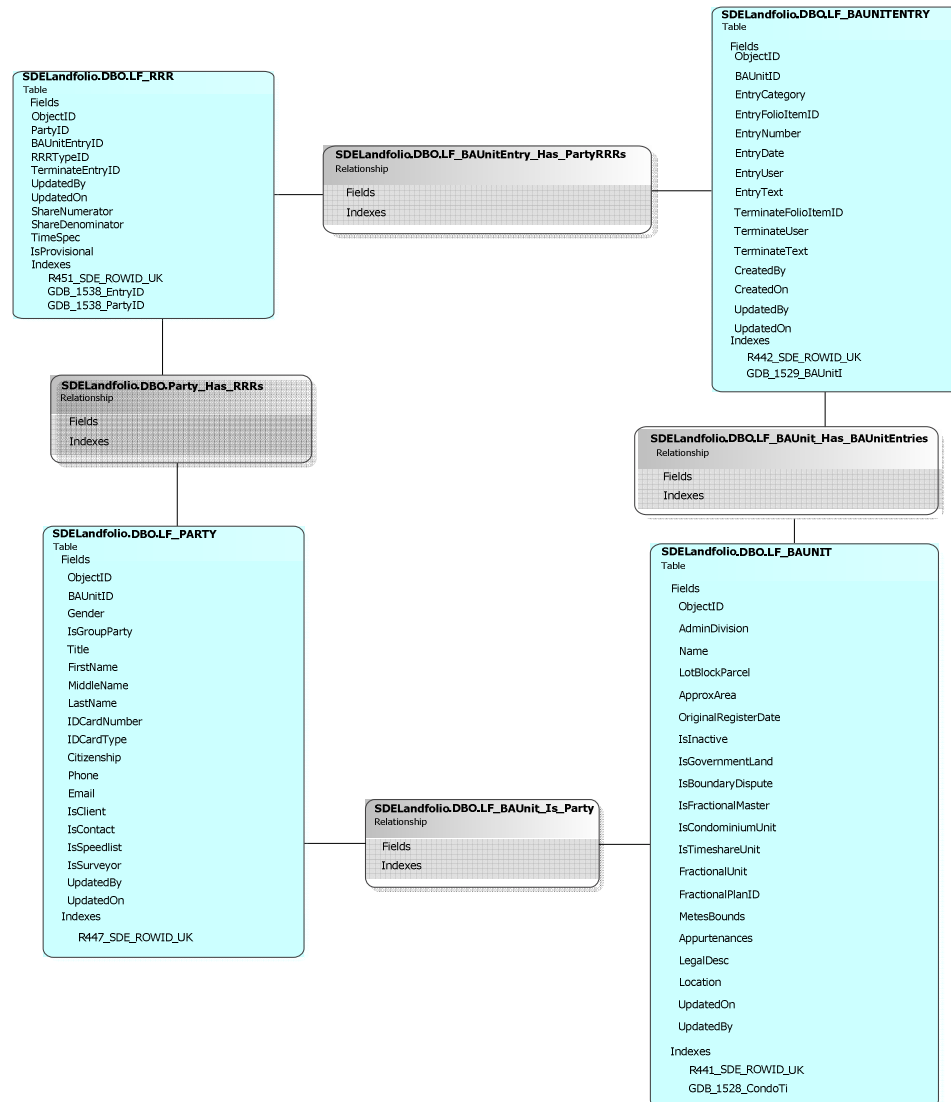 SDELandfolio.DBO.LF_RRR
Table
Fields
ObjectID
PartyID
BAUnitEntryID
RRRTypeID
TerminateEntryID
UpdatedBy
UpdatedOn
ShareNumerator
ShareDenominator
TimeSpec
IsProvisional
Indexes
R451_SDE_ROWID_UK
GDB_1538_EntryID
GDB_1538_PartyID
SDELandfolio.DBO.LF_BAUnitEntry_Has_PartyRRRs
Relationship
Fields
Indexes
SDELandfolio.DBO.LF_BAUNITENTRY
Table
Fields
ObjectID
BAUnitID
EntryCategory
EntryFolioItemID
EntryNumber
EntryDate
EntryUser
EntryText
TerminateFolioItemID
TerminateUser
TerminateText
CreatedBy
CreatedOn
UpdatedBy
UpdatedOn
Indexes
R442_SDE_ROWID_UK
GDB_1529_BAUnitI
SDELandfolio.DBO.Party_Has_RRRs
Relationship
Fields
Indexes
SDELandfolio.DBO.LF_BAUnit_Has_BAUnitEntries
Relationship
Fields
Indexes
SDELandfolio.DBO.LF_PARTY
Table
Fields
ObjectID
BAUnitID
Gender
IsGroupParty
Title
FirstName
MiddleName
LastName
IDCardNumber
IDCardType
Citizenship
Phone
Email
IsClient
IsContact
IsSpeedlist
IsSurveyor
UpdatedBy
UpdatedOn
Indexes
R447_SDE_ROWID_UK
SDELandfolio.DBO.LF_BAUnit_Is_Party
Relationship
Fields
Indexes
SDELandfolio.DBO.LF_BAUNIT
Table
Fields
ObjectID
AdminDivision
Name
LotBlockParcel
ApproxArea
OriginalRegisterDate
IsInactive
IsGovernmentLand
IsBoundaryDispute
IsFractionalMaster
IsCondominiumUnit
IsTimeshareUnit
FractionalUnit
FractionalPlanID
MetesBounds
Appurtenances
LegalDesc
Location
UpdatedOn
UpdatedBy
Indexes
R441_SDE_ROWID_UK
GDB_1528_CondoTi